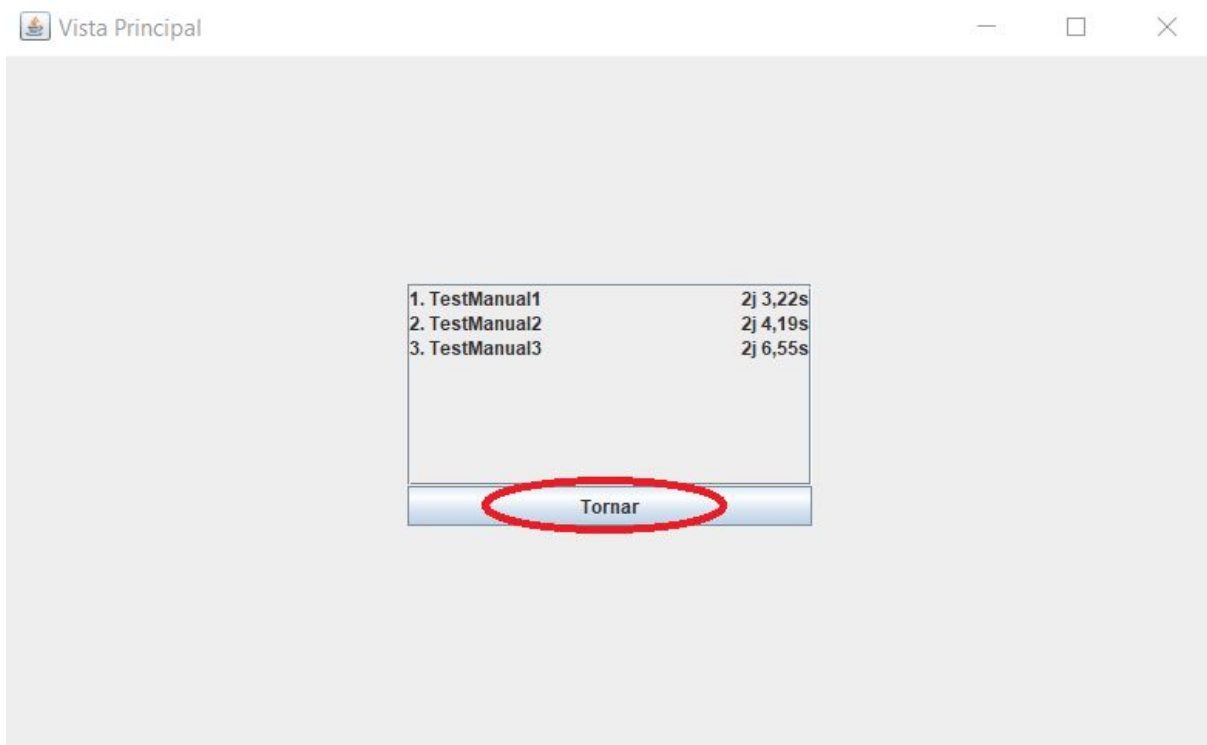 Vista Principal
1. TestManual1 2j 3,22s
2. TestManual2 2j 4,19s
3. TestManual3 2j 6,55s
Tornar